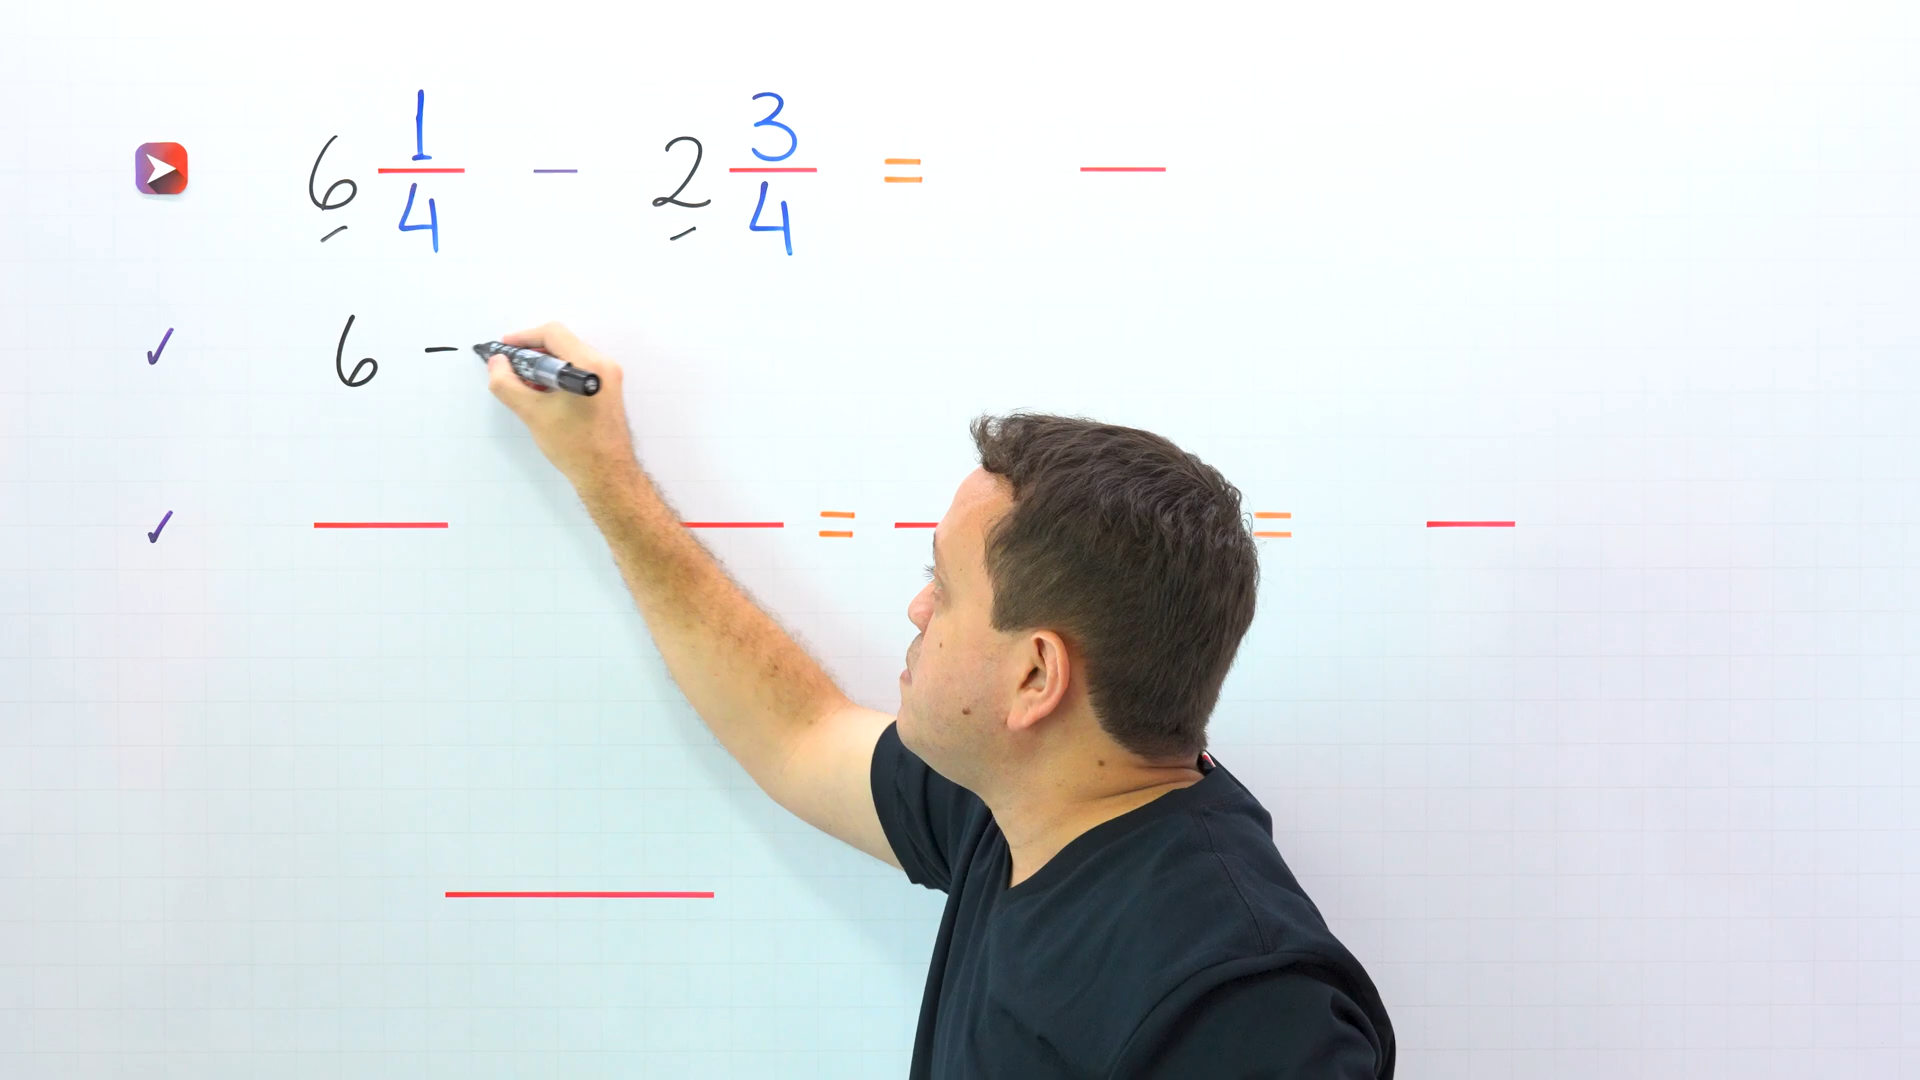 6 1/4 − 2 3/4 =
6 −
= =